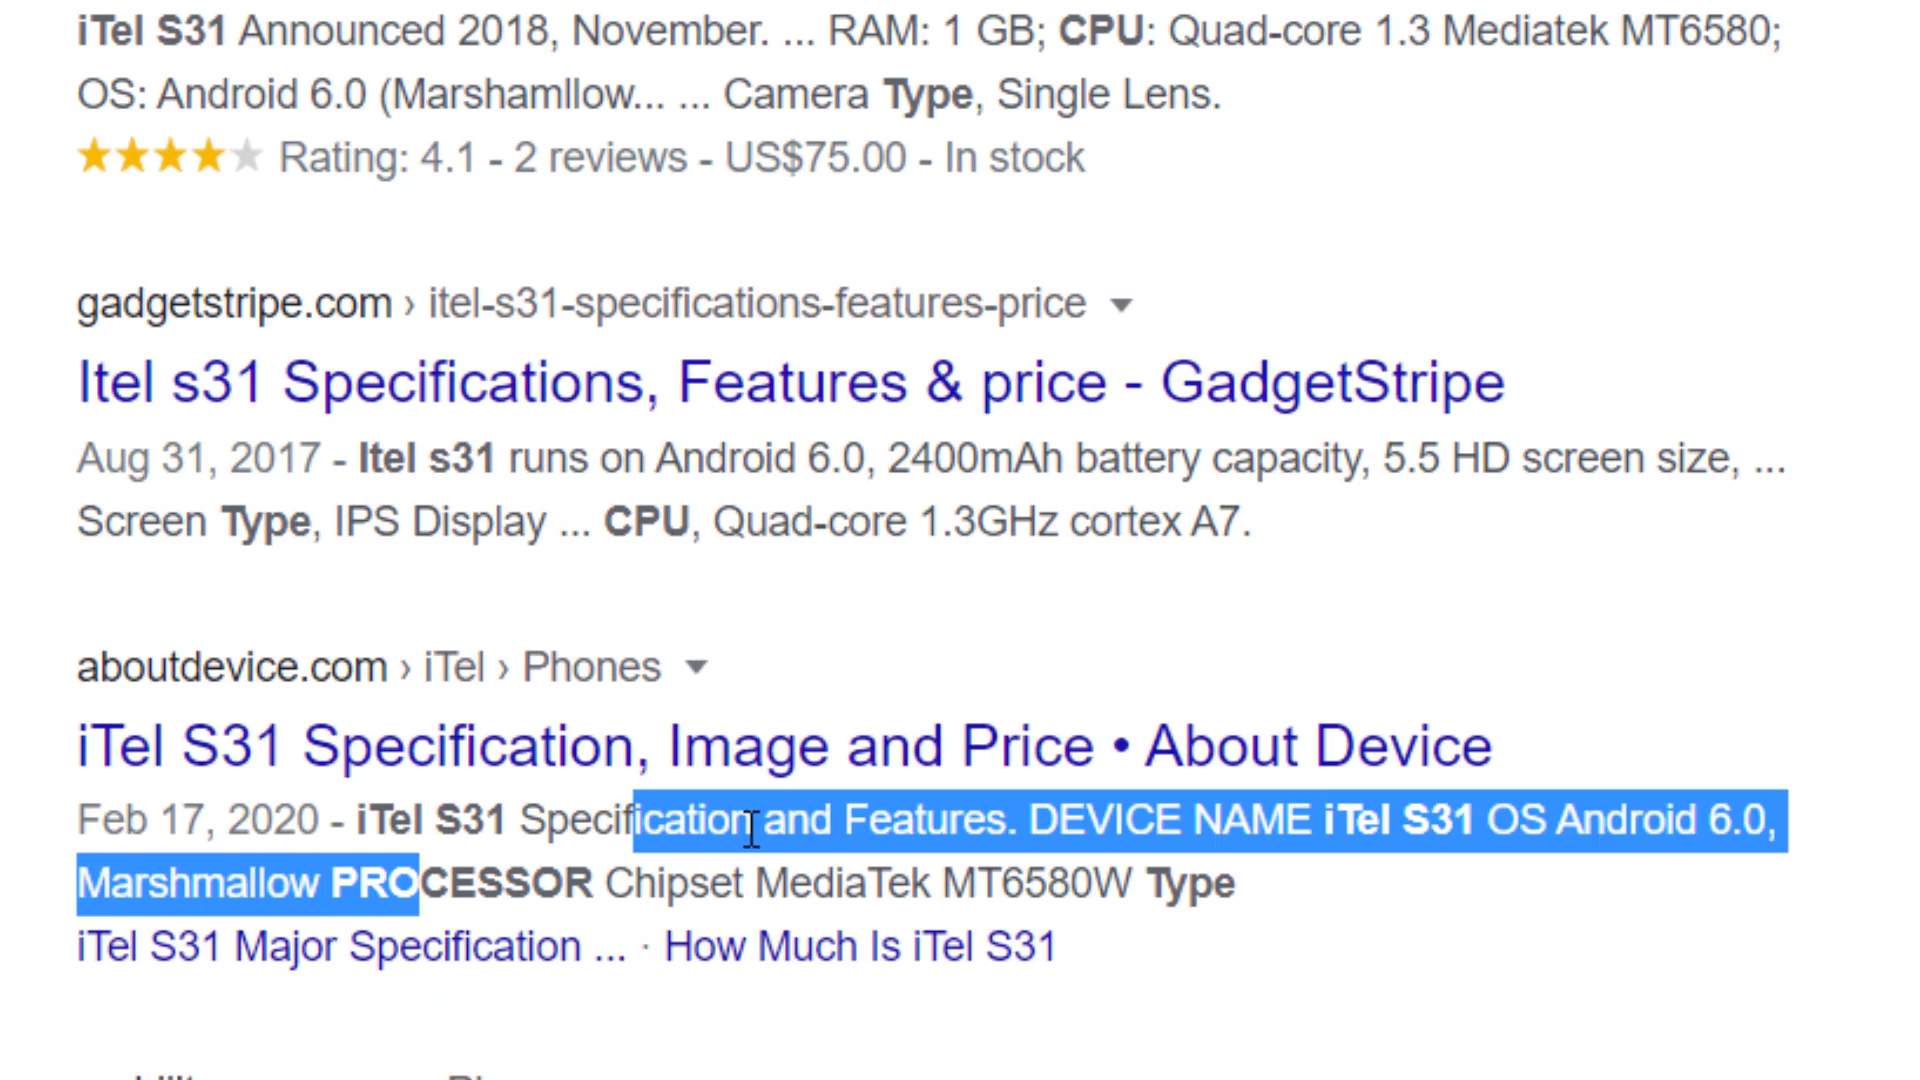 iTel S31 Announced 2018, November. ... RAM: 1 GB; CPU: Quad-core 1.3 Mediatek MT6580;
OS: Android 6.0 (Marshamllow... ... Camera Type, Single Lens.
Rating: 4.1 - 2 reviews - US$75.00 - In stock
gadgetstripe.com › itel-s31-specifications-features-price
Itel s31 Specifications, Features & price - GadgetStripe
Aug 31, 2017 - Itel s31 runs on Android 6.0, 2400mAh battery capacity, 5.5 HD screen size, ...
Screen Type, IPS Display ... CPU, Quad-core 1.3GHz cortex A7.
aboutdevice.com › iTel › Phones
iTel S31 Specification, Image and Price • About Device
Feb 17, 2020 - iTel S31 Specification and Features. DEVICE NAME iTel S31 OS Android 6.0,
Marshmallow PROCESSOR Chipset MediaTek MT6580W Type
iTel S31 Major Specification ... · How Much Is iTel S31